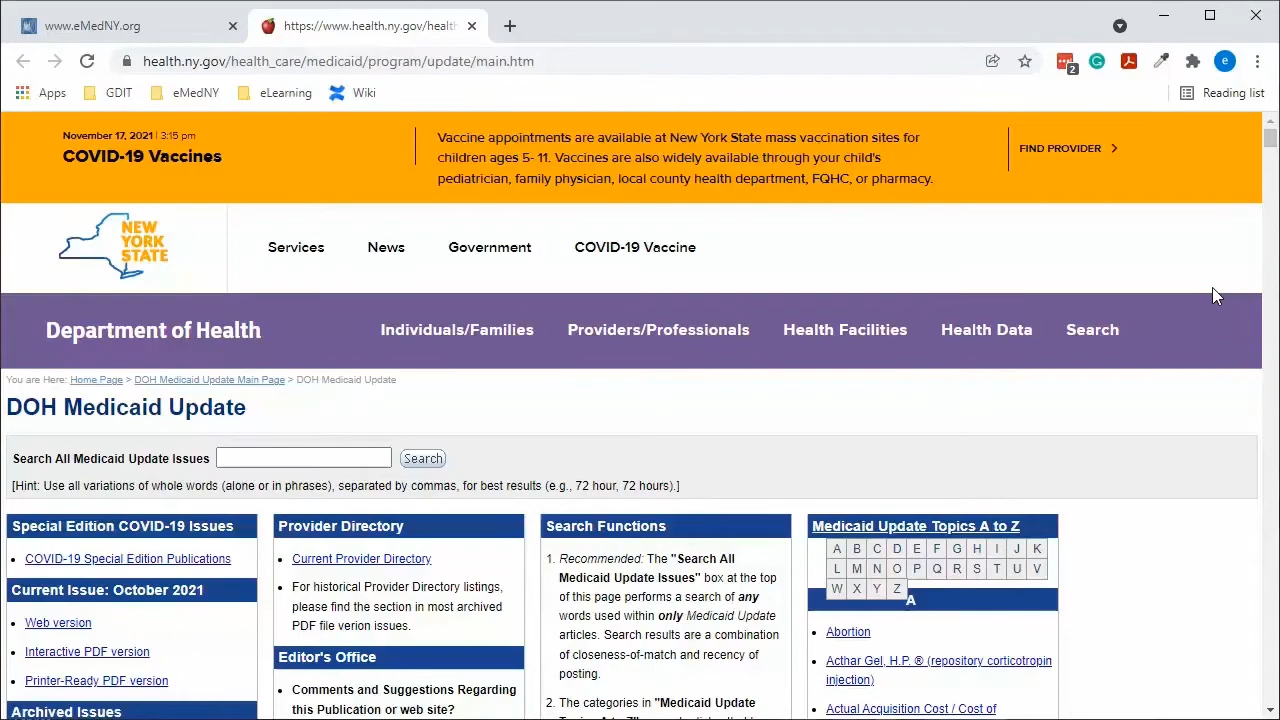 www.eMedNY.org
https://www.health.ny.gov/healt
health.ny.gov/health_care/medicaid/program/update/main.htm
2
e
Apps
GDIT
eMedNY
eLearning
Wiki
Reading list
November 17, 2021 | 3:15 pm
COVID-19 Vaccines
Vaccine appointments are available at New York State mass vaccination sites for
children ages 5- 11. Vaccines are also widely available through your child's
pediatrician, family physician, local county health department, FQHC, or pharmacy.
FIND PROVIDER
NEW
YORK
STATE
Services
News
Government
COVID-19 Vaccine
Department of Health
Individuals/Families
Providers/Professionals
Health Facilities
Health Data
Search
You are Here: Home Page > DOH Medicaid Update Main Page > DOH Medicaid Update
DOH Medicaid Update
Search All Medicaid Update Issues
Search
[Hint: Use all variations of whole words (alone or in phrases), separated by commas, for best results (e.g., 72 hour, 72 hours).]
Special Edition COVID-19 Issues
• COVID-19 Special Edition Publications
Current Issue: October 2021
• Web version
• Interactive PDF version
• Printer-Ready PDF version
Archived Issues
Provider Directory
• Current Provider Directory
• For historical Provider Directory listings,
please find the section in most archived
PDF file verion issues.
Editor's Office
• Comments and Suggestions Regarding
this Publication or web site?
Search Functions
1. Recommended: The "Search All
Medicaid Update Issues" box at the top
of this page performs a search of any
words used within only Medicaid Update
articles. Search results are a combination
of closeness-of-match and recency of
posting.
2. The categories in "Medicaid Update
Medicaid Update Topics A to Z
A B C D E F G H I J K
L M N O P Q R S T U V
W X Y Z
A
• Abortion
• Acthar Gel, H.P. ® (repository corticotropin
injection)
• Actual Acquisition Cost / Cost of